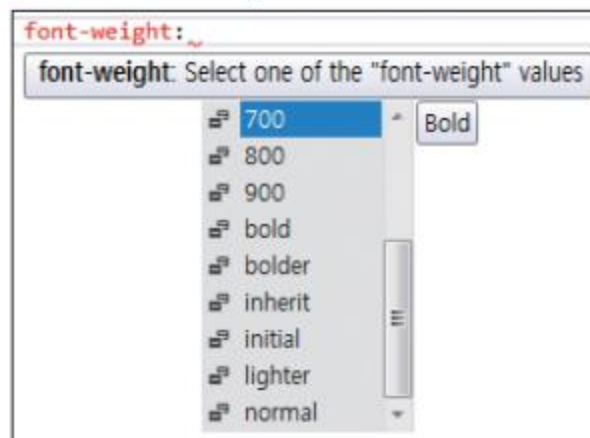 font-weight:
font-weight: Select one of the "font-weight" values
700 Bold
800
900
bold
bolder
inherit
initial
lighter
normal